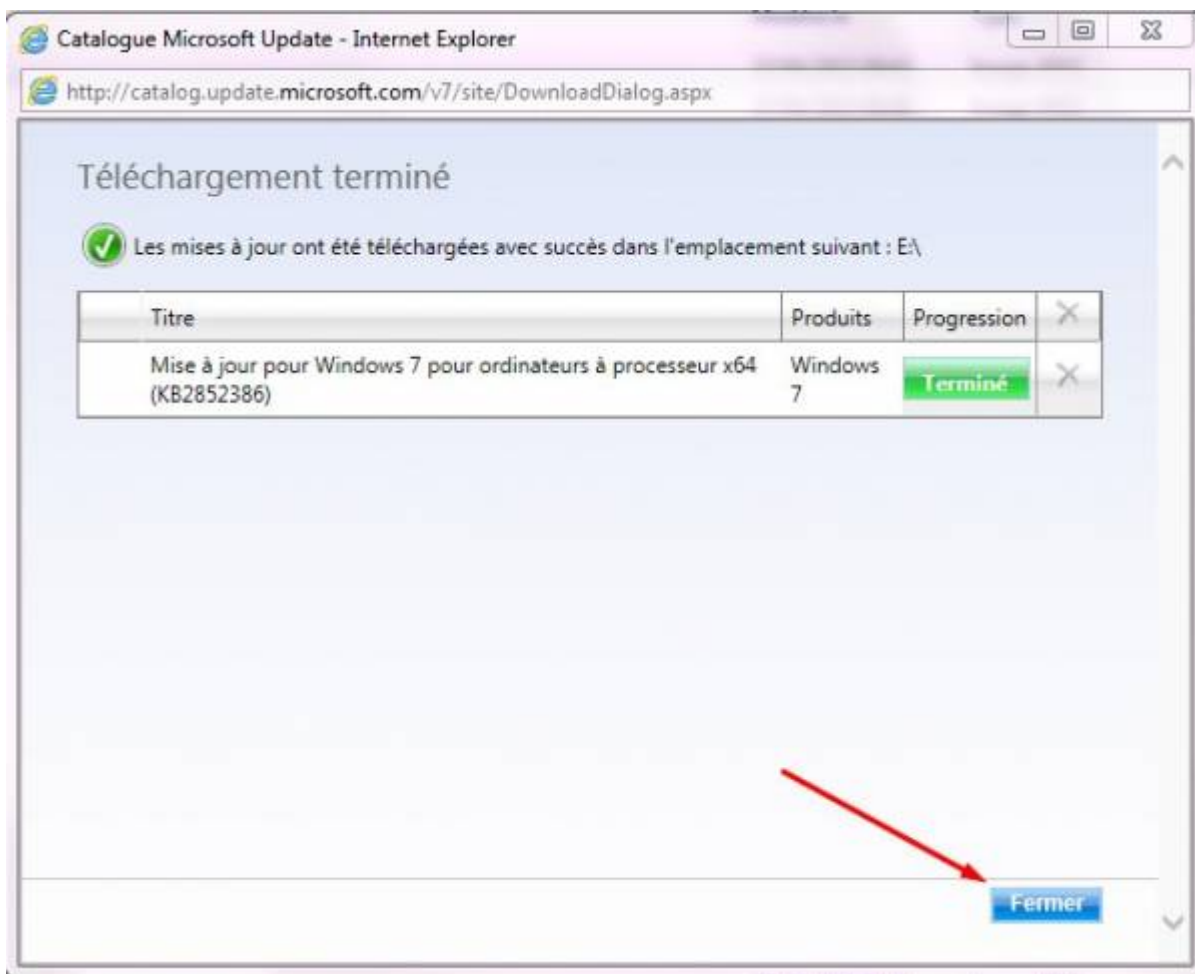 Catalogue Microsoft Update - Internet Explorer
http://catalog.update.microsoft.com/v7/site/DownloadDialog.aspx
Téléchargement terminé
Les mises à jour ont été téléchargées avec succès dans l'emplacement suivant : E:\
Titre Produits Progression
Mise à jour pour Windows 7 pour ordinateurs à processeur x64 Windows
(KB2852386) 7 Terminé
Fermer